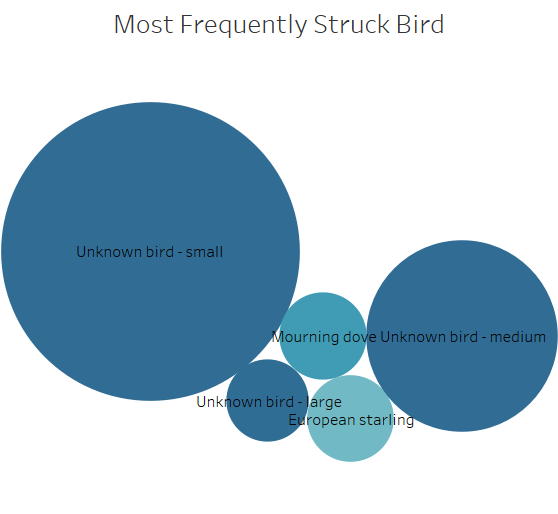 Most Frequently Struck Bird
Unknown bird - small
Mourning dove
Unknown bird - medium
Unknown bird - large
European starling